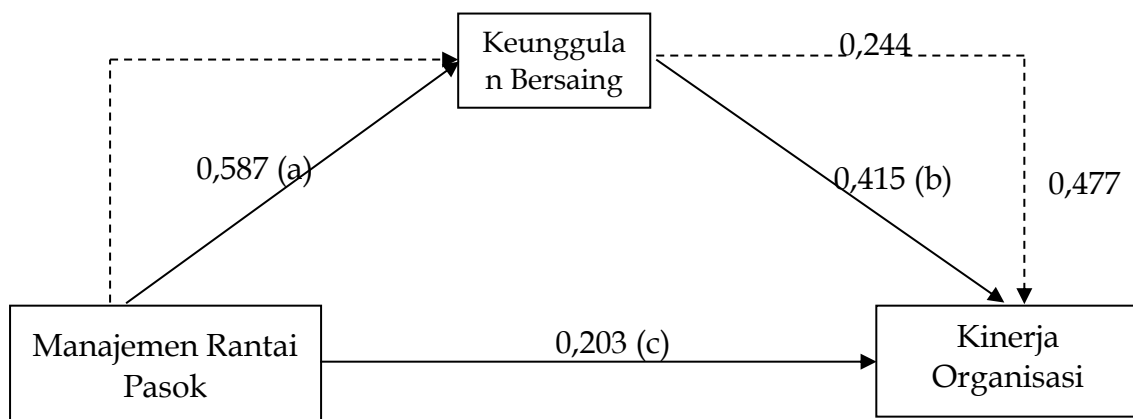 Keunggula
n Bersaing
0,244
0,587 (a)
0,415 (b)
0,477
Manajemen Rantai
Pasok
0,203 (c)
Kinerja
Organisasi